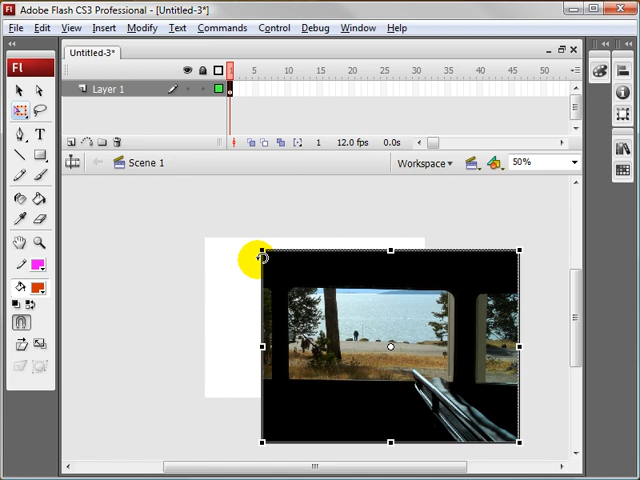 Fl Adobe Flash CS3 Professional - [Untitled-3*]
File Edit View Insert Modify Text Commands Control Debug Window Help
Untitled-3*
1 5 10 15 20 25 30 35 40 45 50
Layer 1
1 12.0 fps 0.0s
Scene 1 Workspace 50%
Fl
T